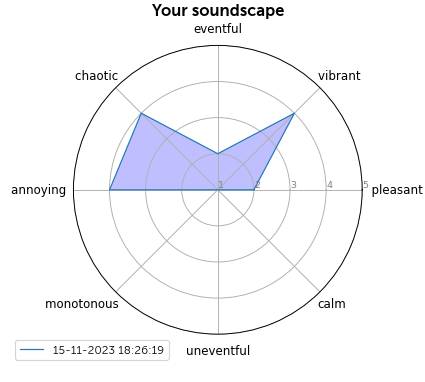 Your soundscape
eventful
chaotic
vibrant
annoying
1 2 3 4 5
pleasant
monotonous
calm
15-11-2023 18:26:19
uneventful